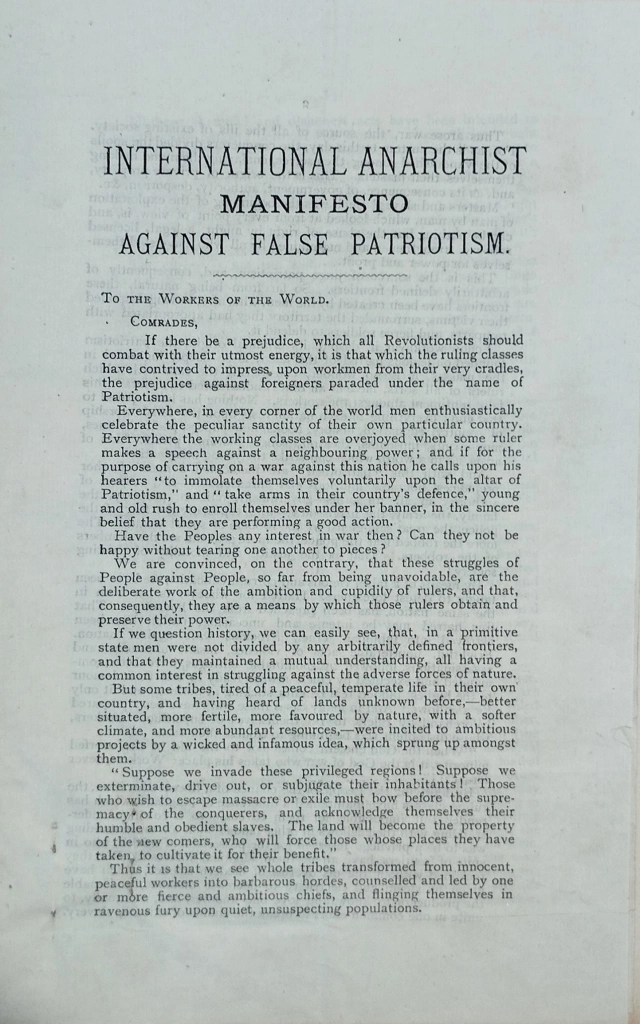 INTERNATIONAL ANARCHIST
MANIFESTO
AGAINST FALSE PATRIOTISM.
To the Workers of the World.
Comrades,
If there be a prejudice, which all Revolutionists should
combat with their utmost energy, it is that which the ruling classes
have contrived to impress, upon workmen from their very cradles,
the prejudice against foreigners paraded under the name of
Patriotism.
Everywhere, in every corner of the world men enthusiastically
celebrate the peculiar sanctity of their own particular country.
Everywhere the working classes are overjoyed when some ruler
makes a speech against a neighbouring power; and if for the
purpose of carrying on a war against this nation he calls upon his
hearers "to immolate themselves voluntarily upon the altar of
Patriotism," and "take arms in their country's defence," young
and old rush to enroll themselves under her banner, in the sincere
belief that they are performing a good action.
Have the Peoples any interest in war then? Can they not be
happy without tearing one another to pieces?
We are convinced, on the contrary, that these struggles of
People against People, so far from being unavoidable, are the
deliberate work of the ambition and cupidity of rulers, and that,
consequently, they are a means by which those rulers obtain and
preserve their power.
If we question history, we can easily see, that, in a primitive
state men were not divided by any arbitrarily defined frontiers,
and that they maintained a mutual understanding, all having a
common interest in struggling against the adverse forces of nature.
But some tribes, tired of a peaceful, temperate life in their own
country, and having heard of lands unknown before,—better
situated, more fertile, more favoured by nature, with a softer
climate, and more abundant resources,—were incited to ambitious
projects by a wicked and infamous idea, which sprung up amongst
them.
"Suppose we invade these privileged regions! Suppose we
exterminate, drive out, or subjugate their inhabitants! Those
who wish to escape massacre or exile must bow before the supre-
macy of the conquerers, and acknowledge themselves their
humble and obedient slaves. The land will become the property
of the new comers, who will force those whose places they have
taken, to cultivate it for their benefit."
Thus it is that we see whole tribes transformed from innocent,
peaceful workers into barbarous hordes, counselled and led by one
or more fierce and ambitious chiefs, and flinging themselves in
ravenous fury upon quiet, unsuspecting populations.